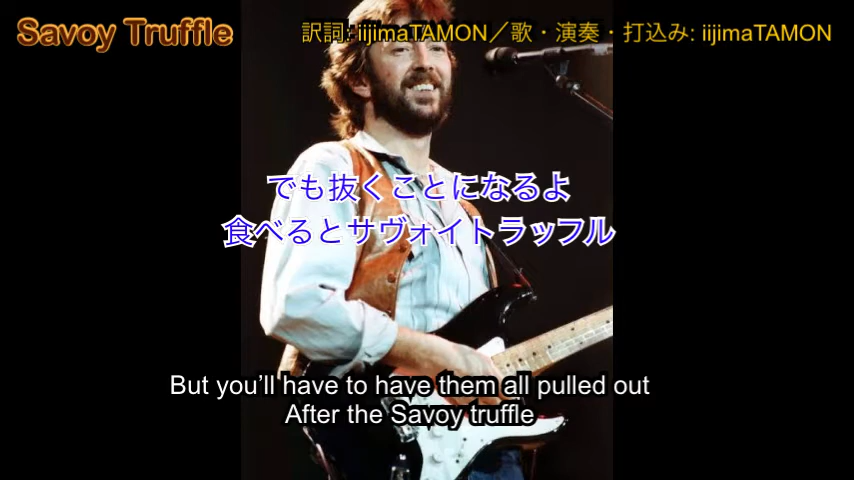 Savoy Truffle
訳詞: iijimaTAMON／歌・演奏・打込み: iijimaTAMON
でも抜くことになるよ
食べるとサヴォイトラッフル
But you’ll have to have them all pulled out
After the Savoy truffle